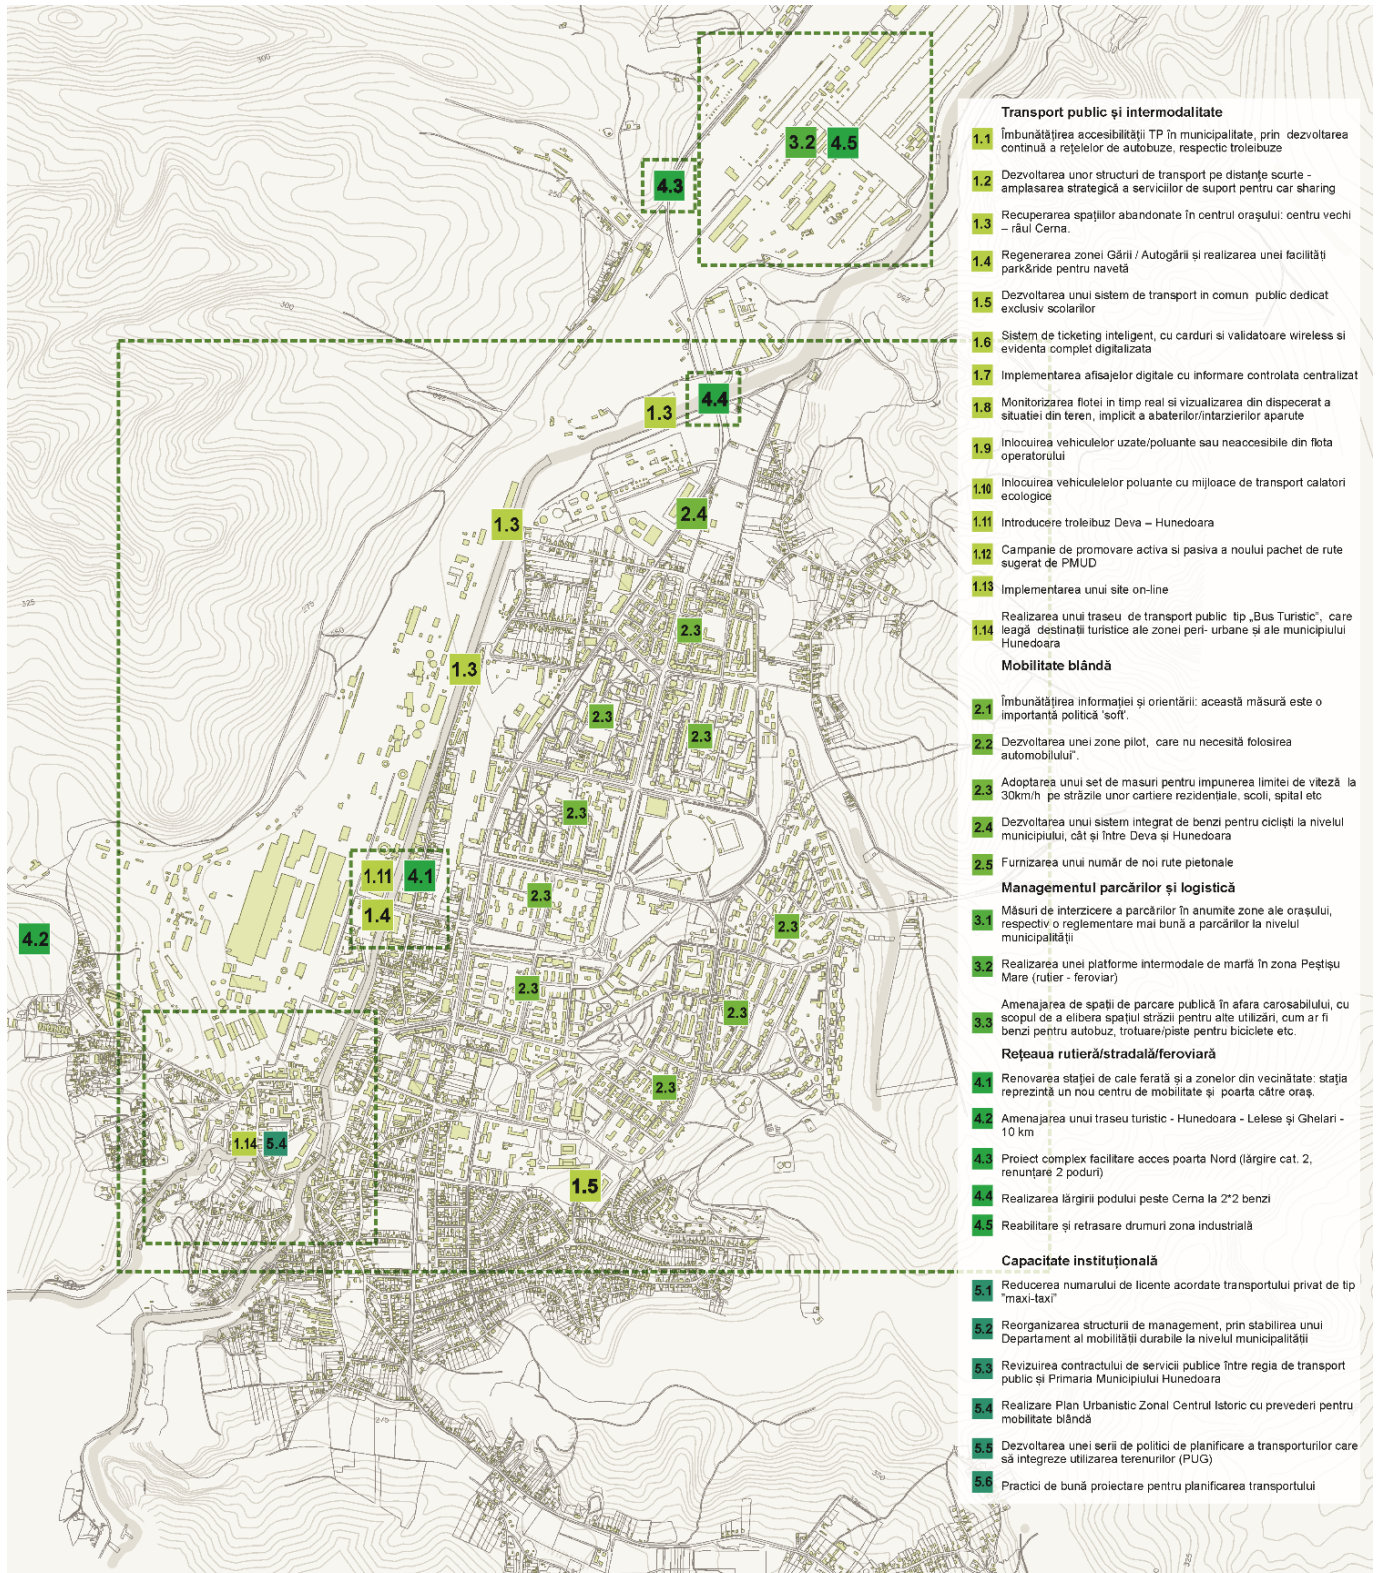 300
3.2
4.5
4.3
250
260
300
260
4.4
1.3
2.4
1.3
325
275
250
2.3
1.3
2.3
2.3
2.3
235
1.11
4.1
1.4
2.3
2.3
4.2
2.3
2.3
2.3
1.14
5.4
1.5
275
350
325
Transport public și intermodalitate
1.1 Îmbunătățirea accesibilității TP în municipalitate, prin dezvoltarea
continuă a rețelelor de autobuze, respectic troleibuze
1.2 Dezvoltarea unor structuri de transport pe distanțe scurte -
amplasarea strategică a serviciilor de suport pentru car sharing
1.3 Recuperarea spațiilor abandonate în centrul orașului: centru vechi
– râul Cerna.
1.4 Regenerarea zonei Gării / Autogării și realizarea unei facilități
park&ride pentru navetă
1.5 Dezvoltarea unui sistem de transport in comun public dedicat
exclusiv scolarilor
1.6 Sistem de ticketing inteligent, cu carduri si validatoare wireless si
evidenta complet digitalizata
1.7 Implementarea afisajelor digitale cu informare controlata centralizat
1.8 Monitorizarea flotei in timp real si vizualizarea din dispecerat a
situatiei din teren, implicit a abaterilor/intarzierilor aparute
1.9 Inlocuirea vehiculelor uzate/poluante sau neaccesibile din flota
operatorului
1.10 Inlocuirea vehiculelelor poluante cu mijloace de transport calatori
ecologice
1.11 Introducere troleibuz Deva – Hunedoara
1.12 Campanie de promovare activa si pasiva a noului pachet de rute
sugerat de PMUD
1.13 Implementarea unui site on-line
1.14 Realizarea unui traseu de transport public tip „Bus Turistic”, care
leagă destinații turistice ale zonei peri- urbane și ale municipiului
Hunedoara
Mobilitate blândă
2.1 Îmbunătățirea informației și orientării: această măsură este o
importantă politică 'soft'.
2.2 Dezvoltarea unei zone pilot, care nu necesită folosirea
automobilului”.
2.3 Adoptarea unui set de masuri pentru impunerea limitei de viteză la
30km/h pe străzile unor cartiere rezidențiale, scoli, spital etc
2.4 Dezvoltarea unui sistem integrat de benzi pentru cicliști la nivelul
municipiului, cât și între Deva și Hunedoara
2.5 Furnizarea unui număr de noi rute pietonale
Managementul parcărilor și logistică
3.1 Măsuri de interzicere a parcărilor în anumite zone ale orașului,
respectiv o reglementare mai bună a parcărilor la nivelul
municipalității
3.2 Realizarea unei platforme intermodale de marfă în zona Peștișu
Mare (rutier - feroviar)
3.3 Amenajarea de spații de parcare publică în afara carosabilului, cu
scopul de a elibera spațiul străzii pentru alte utilizări, cum ar fi
benzi pentru autobuz, trotuare/piste pentru biciclete etc.
Rețeaua rutieră/stradală/feroviară
4.1 Renovarea stației de cale ferată și a zonelor din vecinătate: stația
reprezintă un nou centru de mobilitate și poarta către oraș.
4.2 Amenajarea unui traseu turistic - Hunedoara - Lelese și Ghelari -
10 km
4.3 Proiect complex facilitare acces poarta Nord (lărgire cat. 2,
renunțare 2 poduri)
4.4 Realizarea lărgirii podului peste Cerna la 2*2 benzi
4.5 Reabilitare și retrasare drumuri zona industrială
Capacitate instituțională
5.1 Reducerea numarului de licente acordate transportului privat de tip
”maxi-taxi”
5.2 Reorganizarea structurii de management, prin stabilirea unui
Departament al mobilității durabile la nivelul municipalității
5.3 Revizuirea contractului de servicii publice între regia de transport
public și Primaria Municipiului Hunedoara
5.4 Realizare Plan Urbanistic Zonal Centrul Istoric cu prevederi pentru
mobilitate blândă
5.5 Dezvoltarea unei serii de politici de planificare a transporturilor care
să integreze utilizarea terenurilor (PUG)
5.6 Practici de bună proiectare pentru planificarea transportului